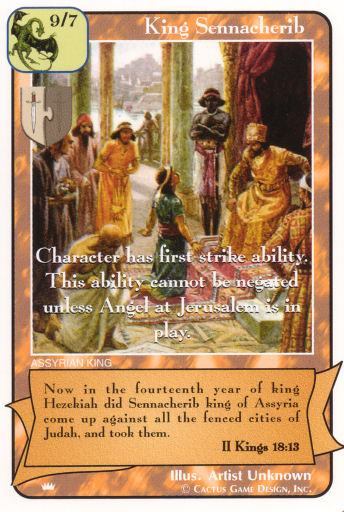 9/7
King Sennacherib
Character has first strike ability.
This ability cannot be negated
unless Angel at Jerusalem is in
play.
ASSYRIAN KING
Now in the fourteenth year of king
Hezekiah did Sennacherib king of Assyria
come up against all the fenced cities of
Judah, and took them.
II Kings 18:13
Illus. Artist Unknown
© Cactus Game Design, Inc.